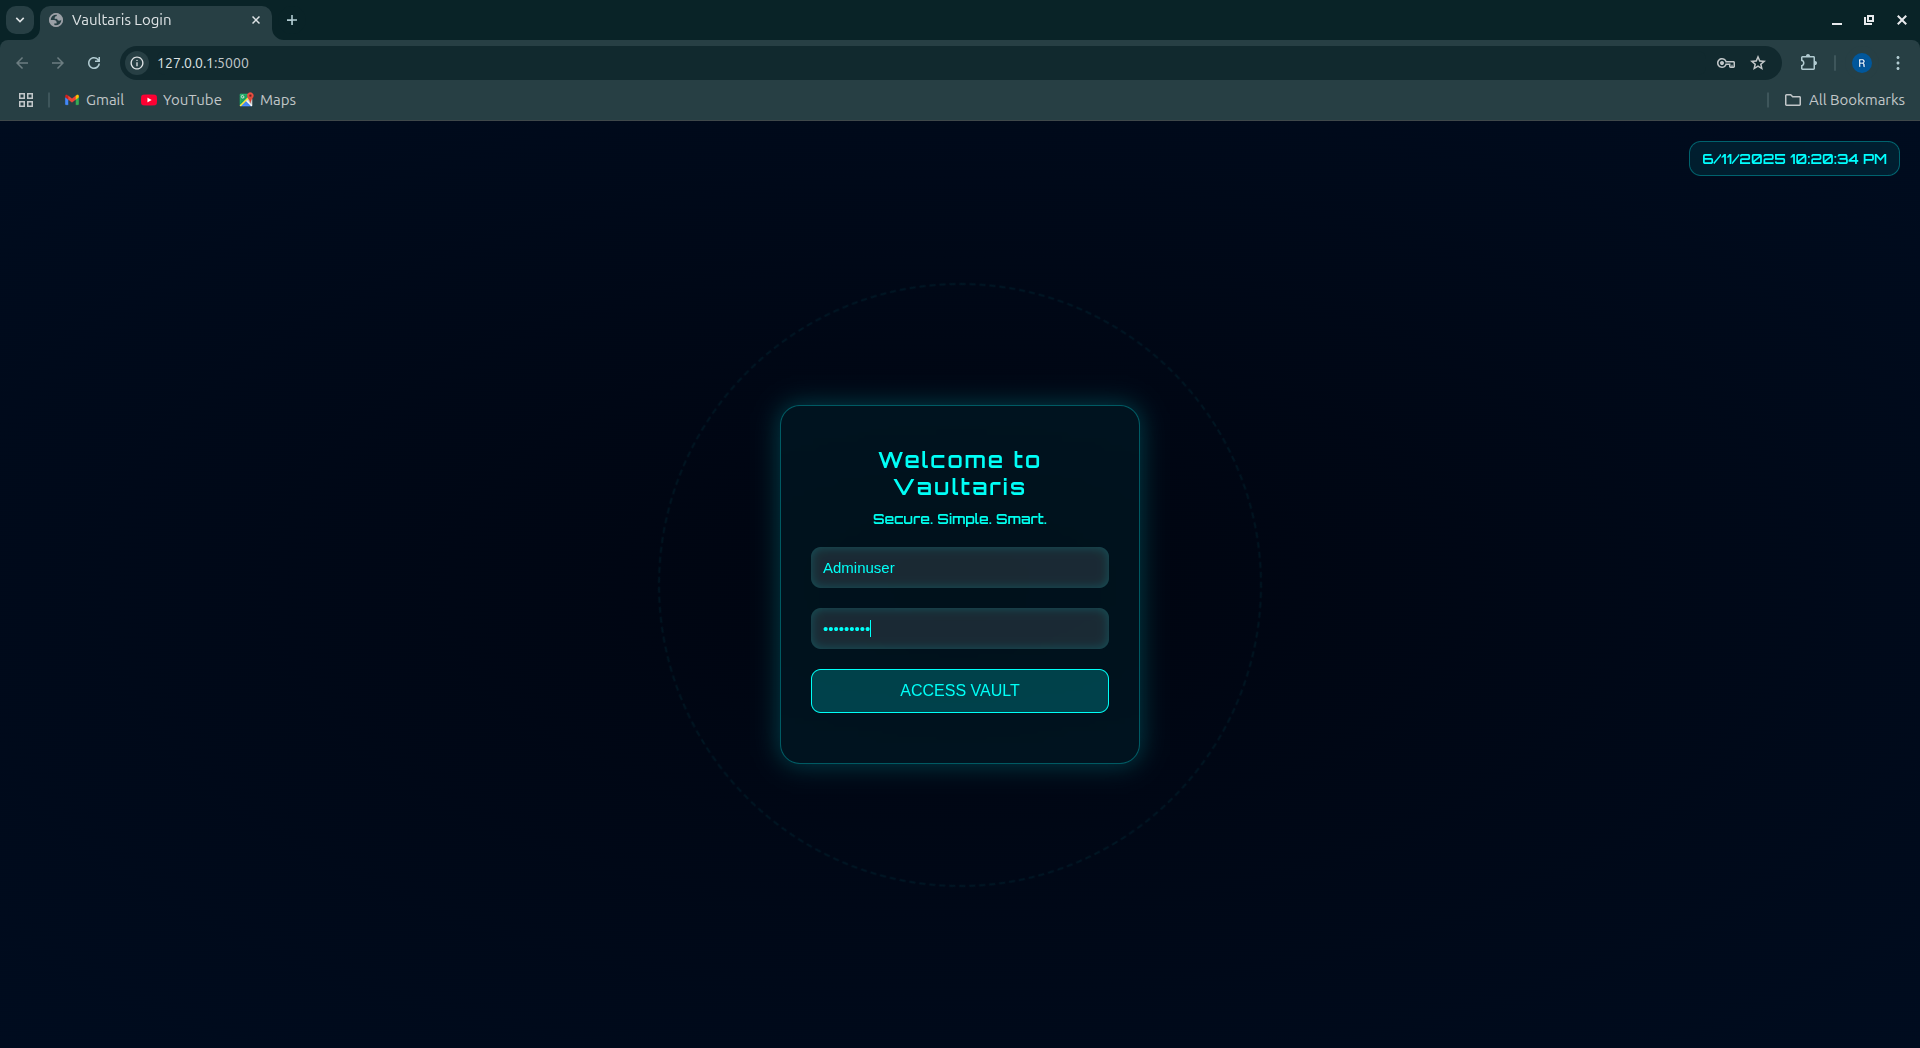 Vaultaris Login
127.0.0.1:5000
R
Gmail
YouTube
Maps
All Bookmarks
6/11/2025 10:20:34 PM
Welcome to
Vaultaris
Secure. Simple. Smart.
Adminuser
•••••••••
ACCESS VAULT